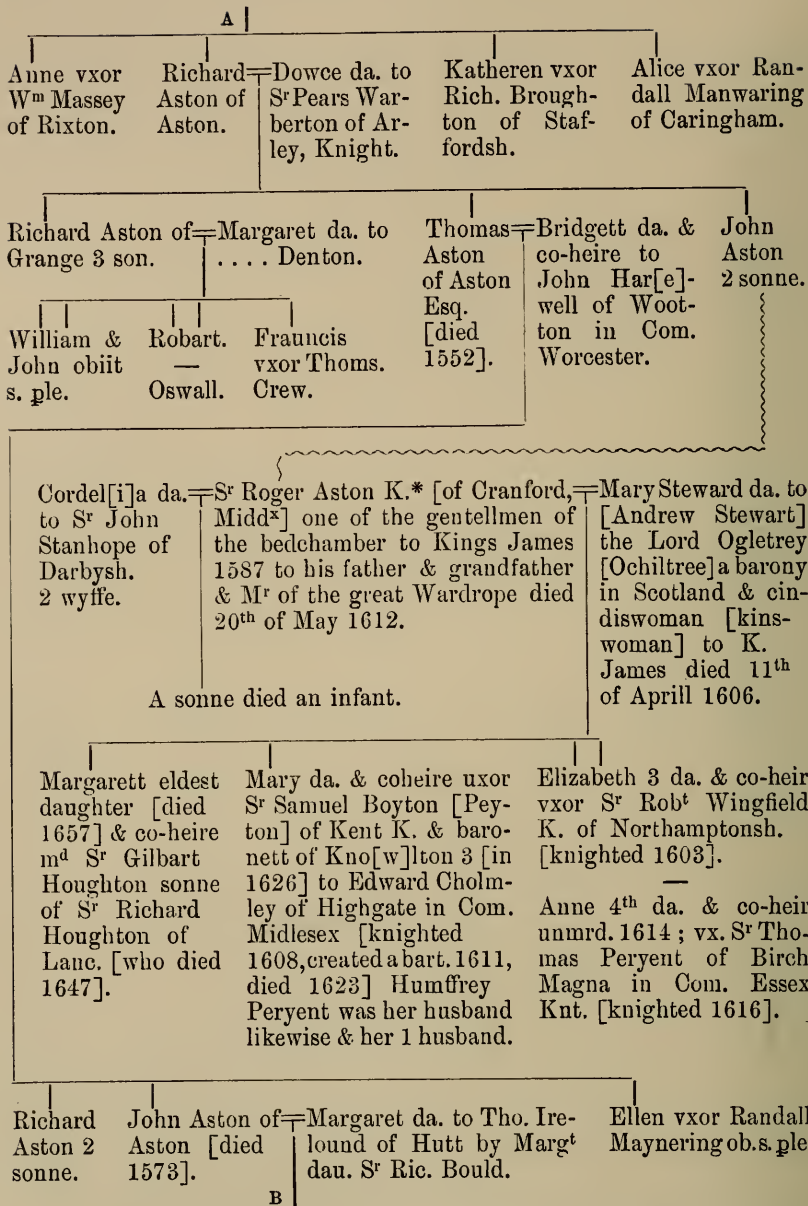 A
Anne vxor
Wm Massey
of Rixton.
Richard
Aston of
Aston.
Dowce da. to
Sr Pears War-
berton of Ar-
ley, Knight.
Katheren vxor
Rich. Brough-
ton of Staf-
fordsh.
Alice vxor Ran-
dall Manwaring
of Caringham.
Richard Aston of
Grange 3 son.
Margaret da. to
. . . . Denton.
Thomas
Aston
of Aston
Esq.
[died
1552].
Bridgett da. &
co-heire to
John Har[e]-
well of Woot-
ton in Com.
Worcester.
John
Aston
2 sonne.
William &
John obiit
s. ple.
Robart.
—
Oswall.
Frauncis
vxor Thoms.
Crew.
Cordel[i]a da.
to Sr John
Stanhope of
Darbysh.
2 wyffe.
Sr Roger Aston K.* [of Cranford,
Middx] one of the gentellmen of
the bedchamber to Kings James
1587 to his father & grandfather
& Mr of the great Wardrope died
20th of May 1612.
Mary Steward da. to
[Andrew Stewart]
the Lord Ogletrey
[Ochiltree] a barony
in Scotland & cin-
diswoman [kins-
woman] to K.
James died 11th
of Aprill 1606.
A sonne died an infant.
Margarett eldest
daughter [died
1657] & co-heire
md Sr Gilbart
Houghton sonne
of Sr Richard
Houghton of
Lanc. [who died
1647].
Mary da. & coheire uxor
Sr Samuel Boyton [Pey-
ton] of Kent K. & baro-
nett of Kno[w]lton 3 [in
1626] to Edward Cholm-
ley of Highgate in Com.
Midlesex [knighted
1608, created a bart. 1611,
died 1623] Humffrey
Peryent was her husband
likewise & her 1 husband.
Elizabeth 3 da. & co-heir
vxor Sr Robt Wingfield
K. of Northamptonsh.
[knighted 1603].
—
Anne 4th da. & co-heir
unmrd. 1614 ; vx. Sr Tho-
mas Peryent of Birch
Magna in Com. Essex
Knt. [knighted 1616].
Richard
Aston 2
sonne.
John Aston of
Aston [died
1573].
Margaret da. to Tho. Ire-
lound of Hutt by Margt
dau. Sr Ric. Bould.
Ellen vxor Randall
Maynering ob. s. ple
B